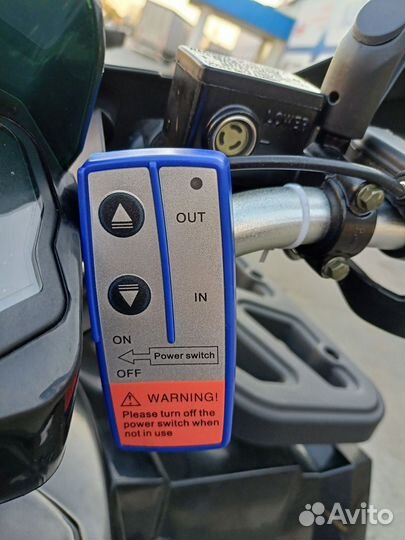 LOWER
OUT
IN
ON
Power switch
OFF
WARNING!
Please turn off the
power switch when
not in use
Avito